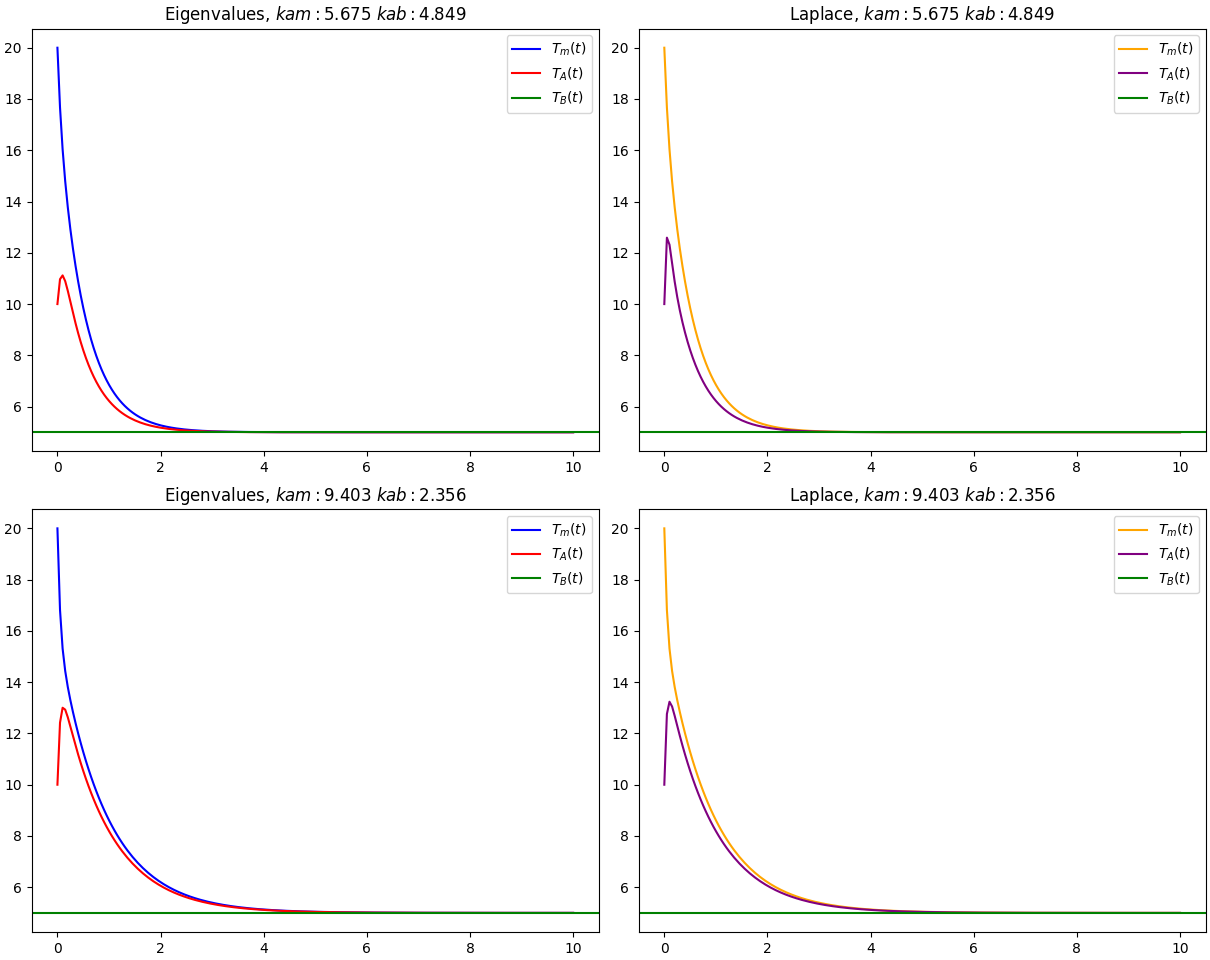 Eigenvalues, kam : 5.675 kab : 4.849
20
18
16
14
12
10
8
6
0 2 4 6 8 10
T_m(t)
T_A(t)
T_B(t)
Laplace, kam : 5.675 kab : 4.849
20
18
16
14
12
10
8
6
0 2 4 6 8 10
T_m(t)
T_A(t)
T_B(t)
Eigenvalues, kam : 9.403 kab : 2.356
20
18
16
14
12
10
8
6
0 2 4 6 8 10
T_m(t)
T_A(t)
T_B(t)
Laplace, kam : 9.403 kab : 2.356
20
18
16
14
12
10
8
6
0 2 4 6 8 10
T_m(t)
T_A(t)
T_B(t)